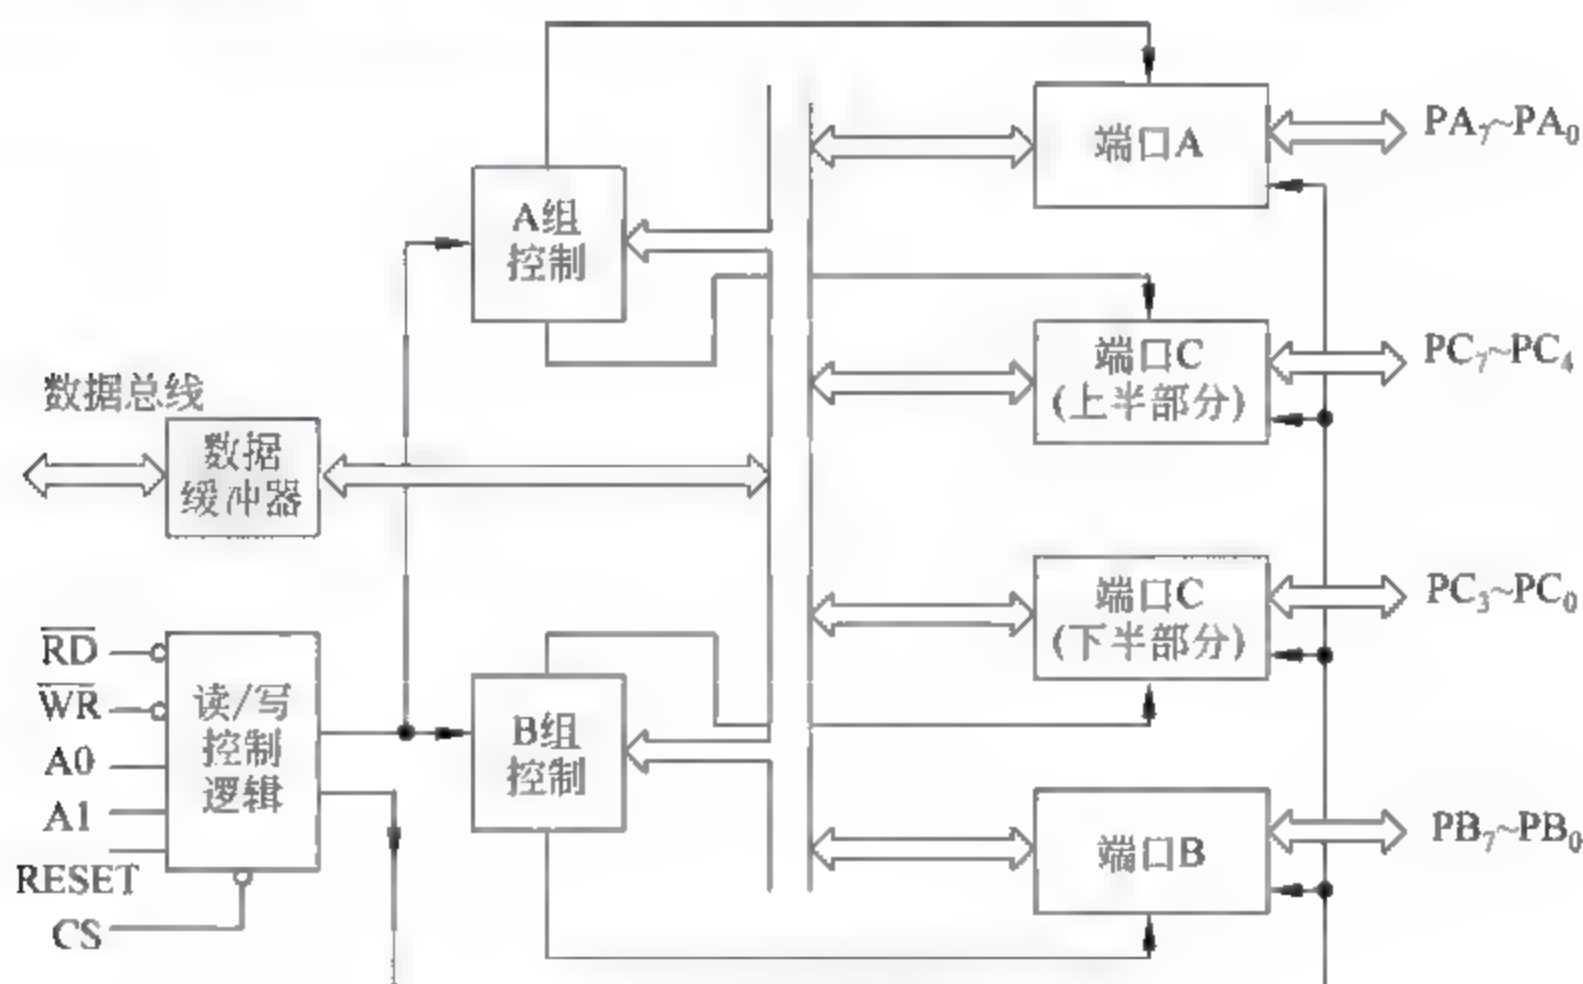 端口A
PA₇~PA₀
A组
控制
端口C
(上半部分)
PC₇~PC₄
数据总线
数据
缓冲器
端口C
(下半部分)
PC₃~PC₀
R̅D̅
W̅R̅
A0
A1
RESET
CS
读/写
控制
逻辑
B组
控制
端口B
PB₇~PB₀